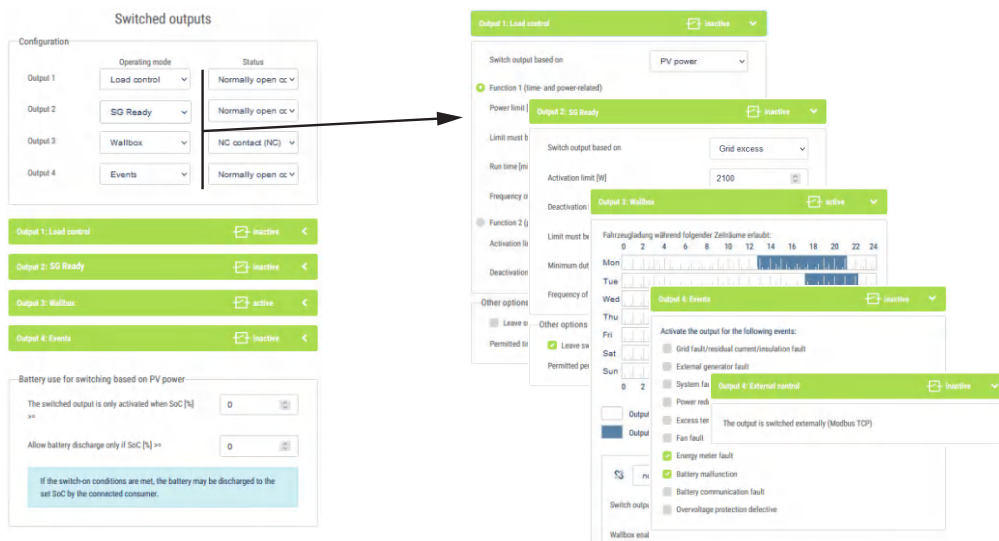 Switched outputs
Configuration
Operating mode
Status
Output 1
Load control
Normally open cc
Output 2
SG Ready
Normally open cc
Output 3
Wallbox
NC contact (NC)
Output 4
Events
Normally open cc
Output 1: Load control
inactive
Output 2: SG Ready
inactive
Output 3: Wallbox
active
Output 4: Events
inactive
Battery use for switching based on PV power
The switched output is only activated when SoC [%]
>=
0
Allow battery discharge only if SoC [%] >=
0
If the switch-on conditions are met, the battery may be discharged to the
set SoC by the connected consumer.
Output 1: Load control
inactive
Switch output based on
PV power
Function 1 (time- and power-related)
Power limit [
Limit must b
Run time [mi
Frequency o
Function 2 (
Activation li
Deactivation
Other options
Leave
Permitted ti
Output 2: SG Ready
inactive
Switch output based on
Grid excess
Activation limit [W]
2100
Deactivation
Limit must be
Minimum dut
Frequency of
Other options
Leave sw
Permitted per
Output 3: Wallbox
active
Fahrzeugladung während folgender Zeiträume erlaubt:
0 2 4 6 8 10 12 14 16 18 20 22 24
Mon
Tue
Wed
Thu
Fri
Sat
Sun
0 2
Output
Output
Switch outpu
Wallbox enal
Output 4: Events
inactive
Activate the output for the following events:
Grid fault/residual current/insulation fault
External generator fault
System fau
Power redu
Excess ter
Fan fault
Energy meter fault
Battery malfunction
Battery communication fault
Overvoltage protection defective
Output 4: External control
inactive
The output is switched externally (Modbus TCP)